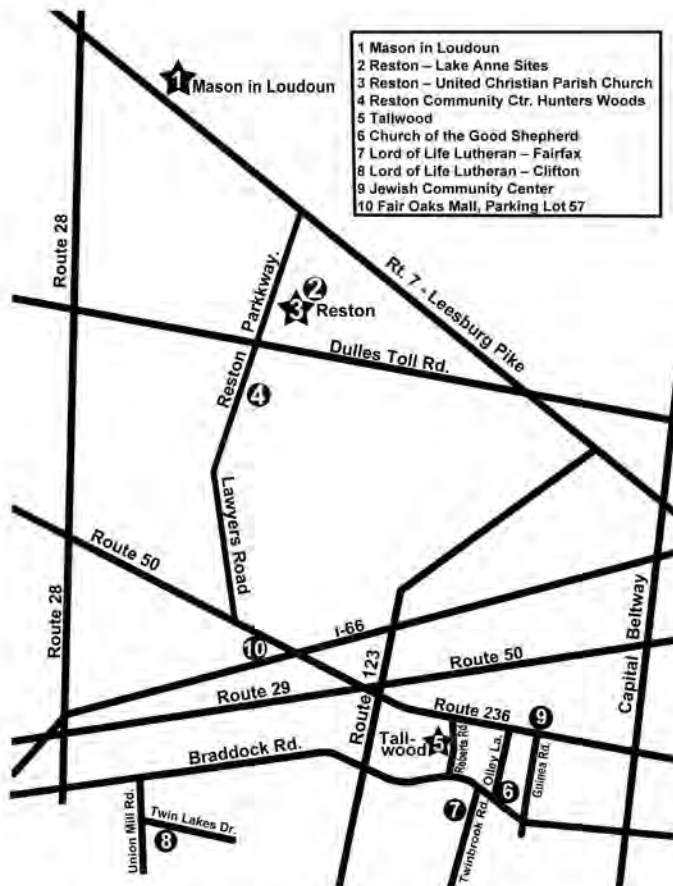 1 Mason in Loudoun
2 Reston – Lake Anne Sites
3 Reston – United Christian Parish Church
4 Reston Community Ctr. Hunters Woods
5 Tallwood
6 Church of the Good Shepherd
7 Lord of Life Lutheran – Fairfax
8 Lord of Life Lutheran – Clifton
9 Jewish Community Center
10 Fair Oaks Mall, Parking Lot 57
1
Mason in Loudoun
Route 28
Rt. 7 - Leesburg Pike
2
3
Reston
Reston Parkkway.
Dulles Toll Rd.
4
Lawyers Road
Route 50
Route 28
Capital Beltway
i-66
10
Route 123
Route 50
Route 29
Route 236
9
Tall-
wood
5
Roberts Rd.
Olley La.
Guinea Rd.
Braddock Rd.
6
7
Twinbrook Rd.
Union Mill Rd.
Twin Lakes Dr.
8